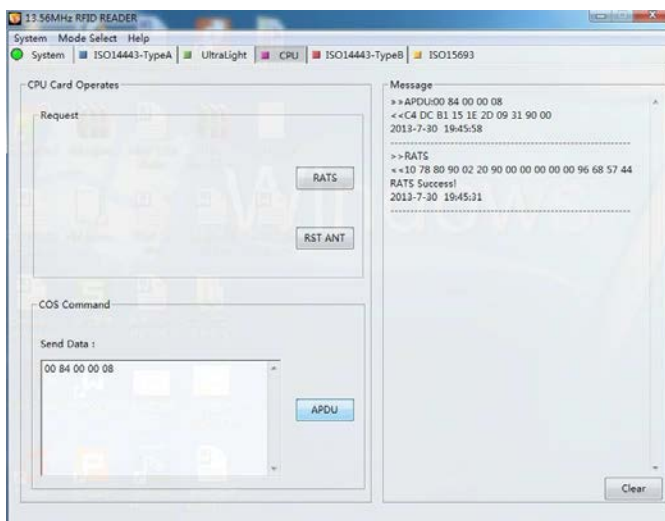 13.56MHz RFID READER
System Mode Select Help
System ISO14443-TypeA UltraLight CPU ISO14443-TypeB ISO15693
CPU Card Operates
Request
RATS
RST ANT
COS Command
Send Data :
00 84 00 00 08
APDU
Message
>>APDU:00 84 00 00 08
<<C4 DC B1 15 1E 2D 09 31 90 00
2013-7-30 19:45:58
>>RATS
<<10 78 80 90 02 20 90 00 00 00 00 00 96 68 57 44
RATS Success!
2013-7-30 19:45:31
Clear